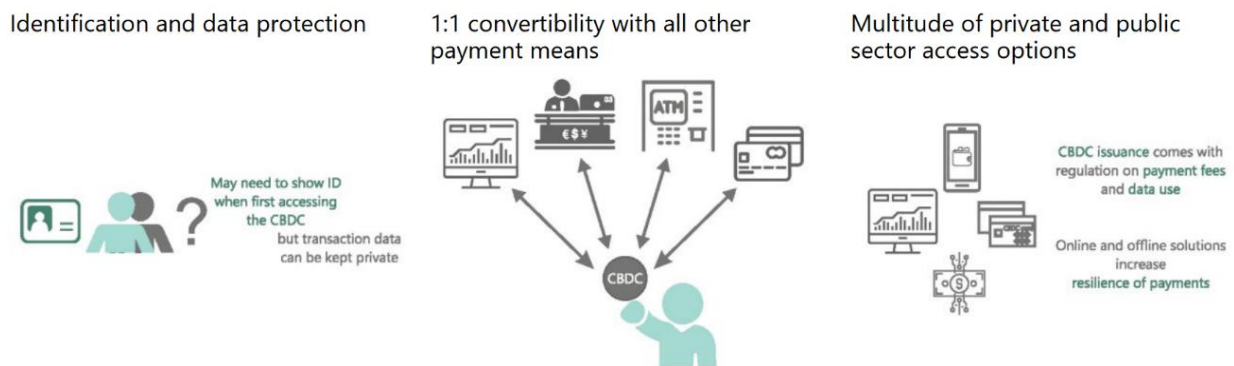 Identification and data protection
May need to show ID
when first accessing
the CBDC
but transaction data
can be kept private
1:1 convertibility with all other
payment means
€$¥
ATM
CBDC
Multitude of private and public
sector access options
CBDC issuance comes with
regulation on payment fees
and data use
CBDC
$
Online and offline solutions
increase
resilience of payments